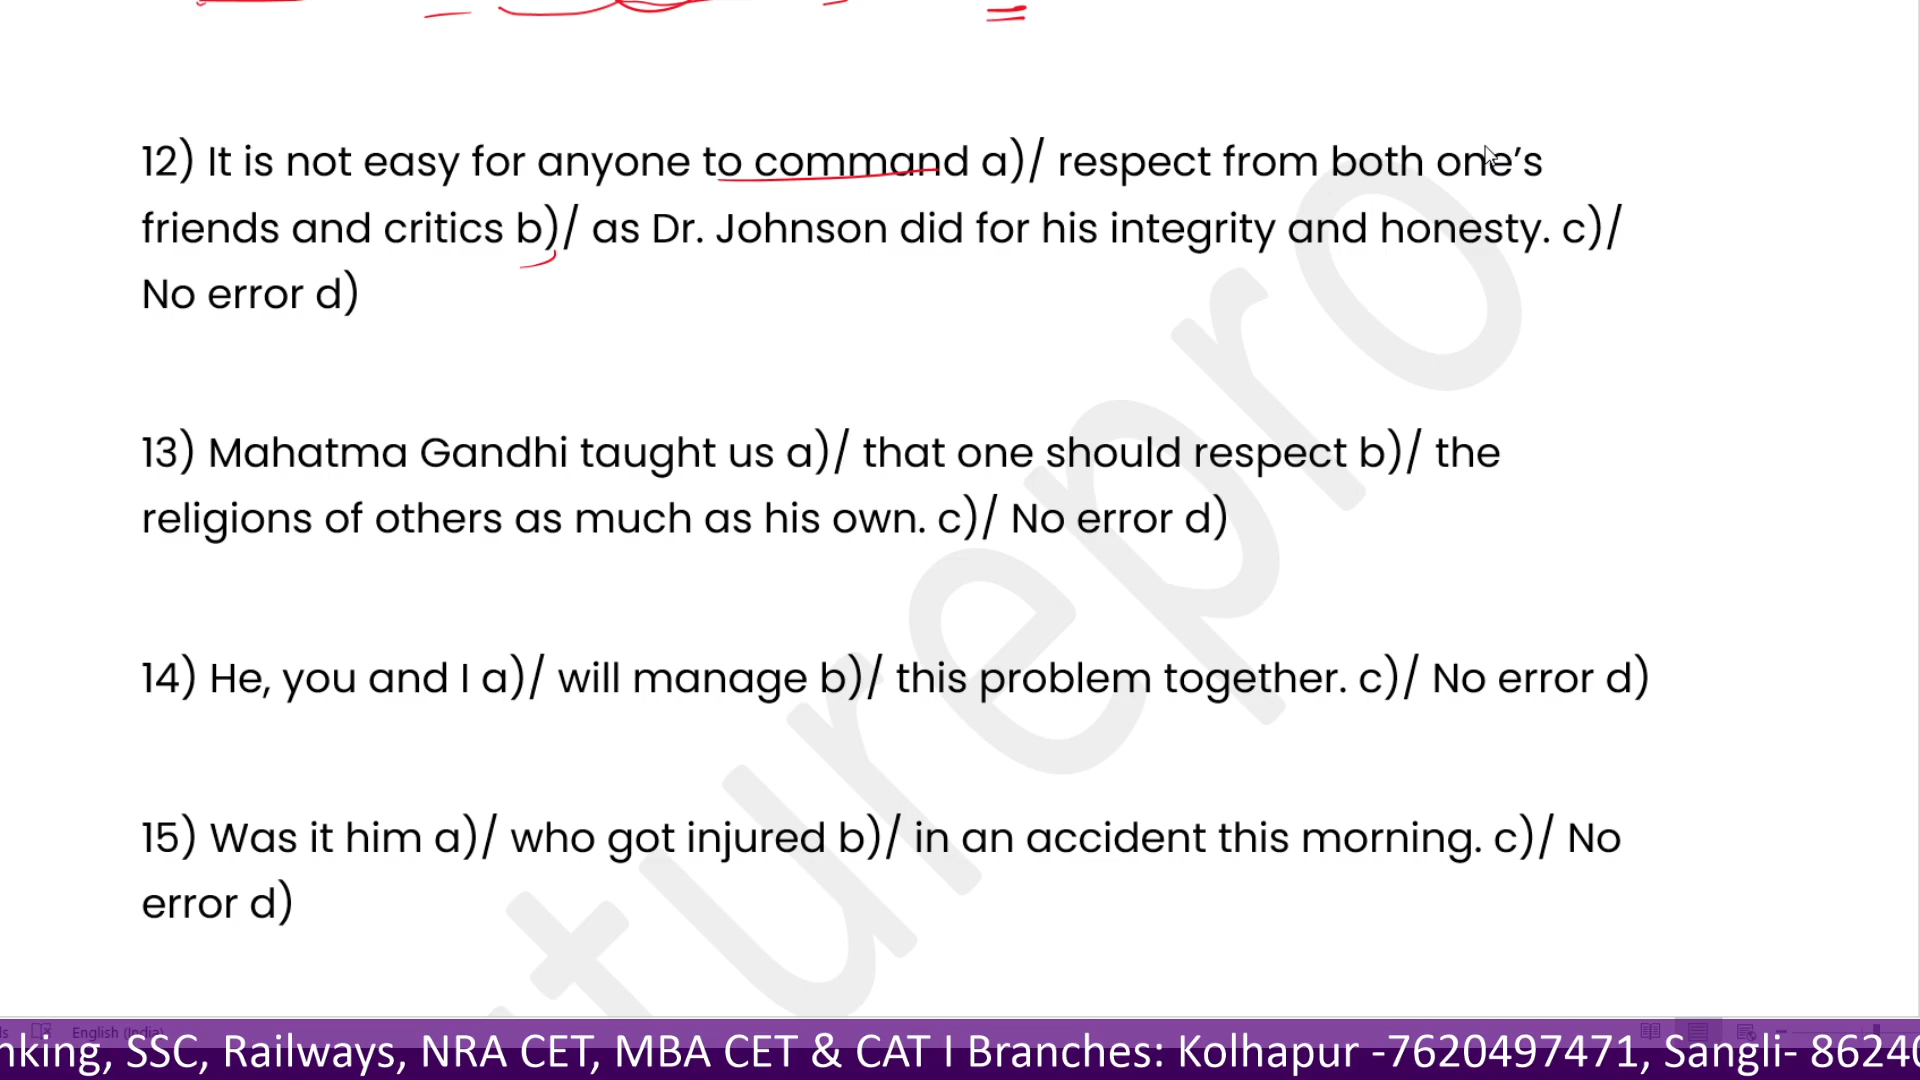 12) It is not easy for anyone to command a)/ respect from both one’s
friends and critics b)/ as Dr. Johnson did for his integrity and honesty. c)/
No error d)
13) Mahatma Gandhi taught us a)/ that one should respect b)/ the
religions of others as much as his own. c)/ No error d)
14) He, you and I a)/ will manage b)/ this problem together. c)/ No error d)
15) Was it him a)/ who got injured b)/ in an accident this morning. c)/ No
error d)
turepro
English (India)
nking, SSC, Railways, NRA CET, MBA CET & CAT I Branches: Kolhapur -7620497471, Sangli- 8624